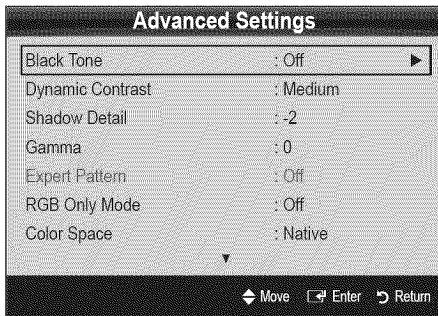 Advanced Settings
Black Tone : Off ►
Dynamic Contrast : Medium
Shadow Detail : -2
Gamma : 0
Expert Pattern : Off
RGB Only Mode : Off
Color Space : Native
▼
Move Enter Return